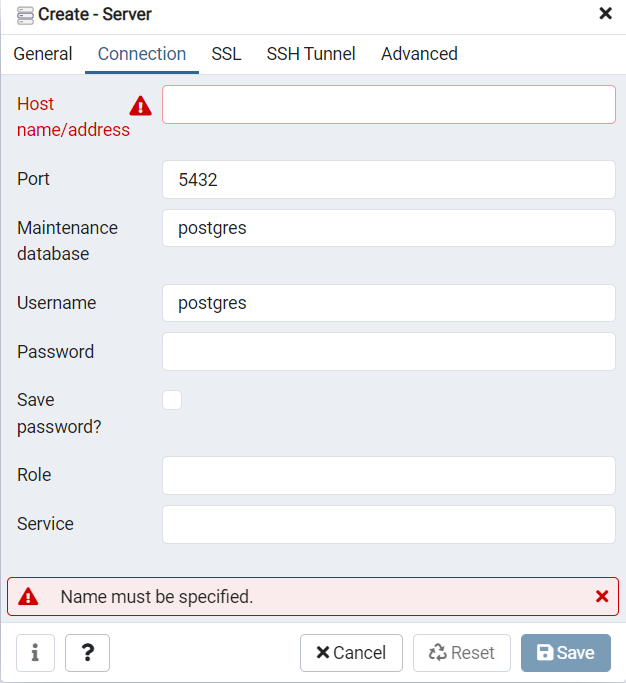 Create - Server
General Connection SSL SSH Tunnel Advanced
Host
name/address
Port 5432
Maintenance
database postgres
Username postgres
Password
Save
password?
Role
Service
Name must be specified.
i ? Cancel Reset Save